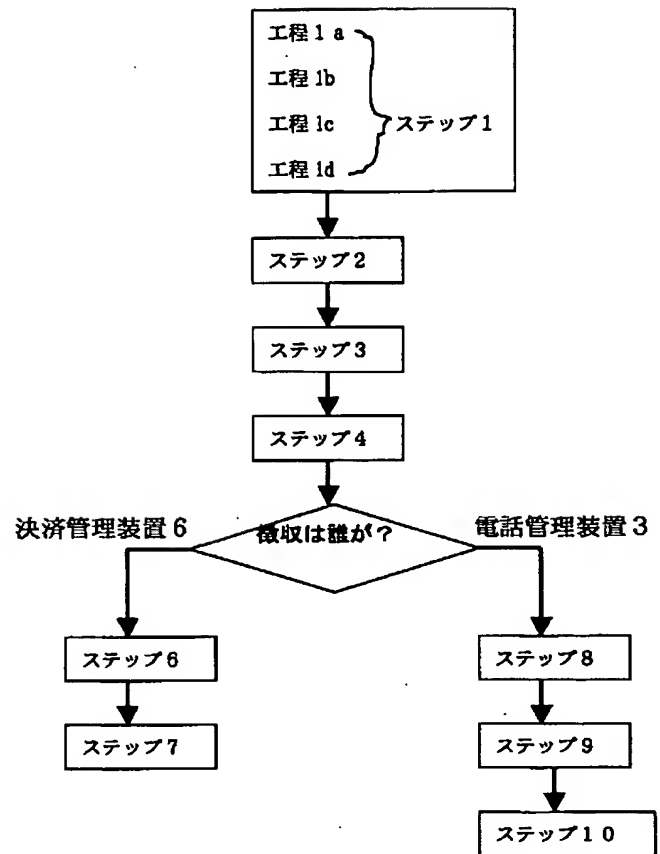 工程1a
工程1b
工程1c
工程1d
ステップ1
ステップ2
ステップ3
ステップ4
徴収は誰が?
決済管理装置6
電話管理装置3
ステップ6
ステップ7
ステップ8
ステップ9
ステップ10